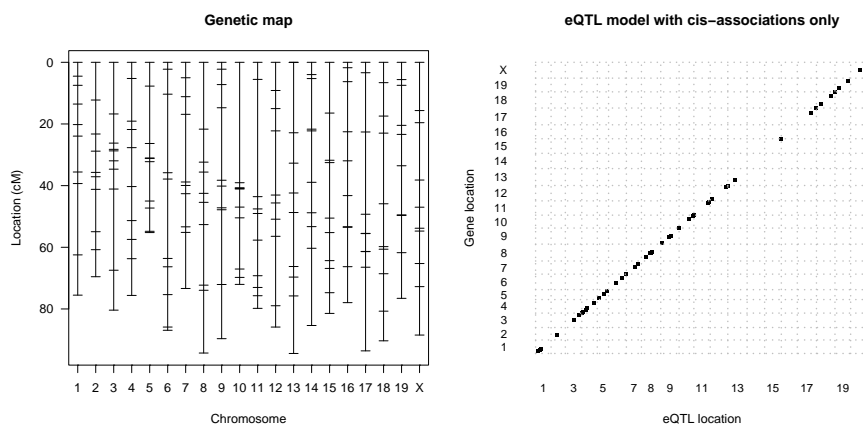 Genetic map
0
20
40
60
80
Location (cM)
1 2 3 4 5 6 7 8 9 10 11 12 13 14 15 16 17 18 19 X
Chromosome
eQTL model with cis−associations only
X
19
18
17
16
15
14
13
12
11
10
9
8
7
6
5
4
3
2
1
Gene location
1 3 5 7 8 9 11 13 15 17 19
eQTL location